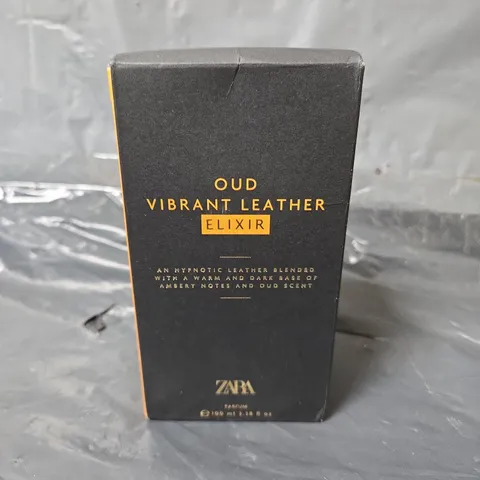 OUD
VIBRANT LEATHER
ELIXIR
AN HYPNOTIC LEATHER BLENDED
WITH A WARM AND DARK BASE OF
AMBERY NOTES AND OUD SCENT
ZARA
PARFUM
℮ 100 ml 3.38 fl oz